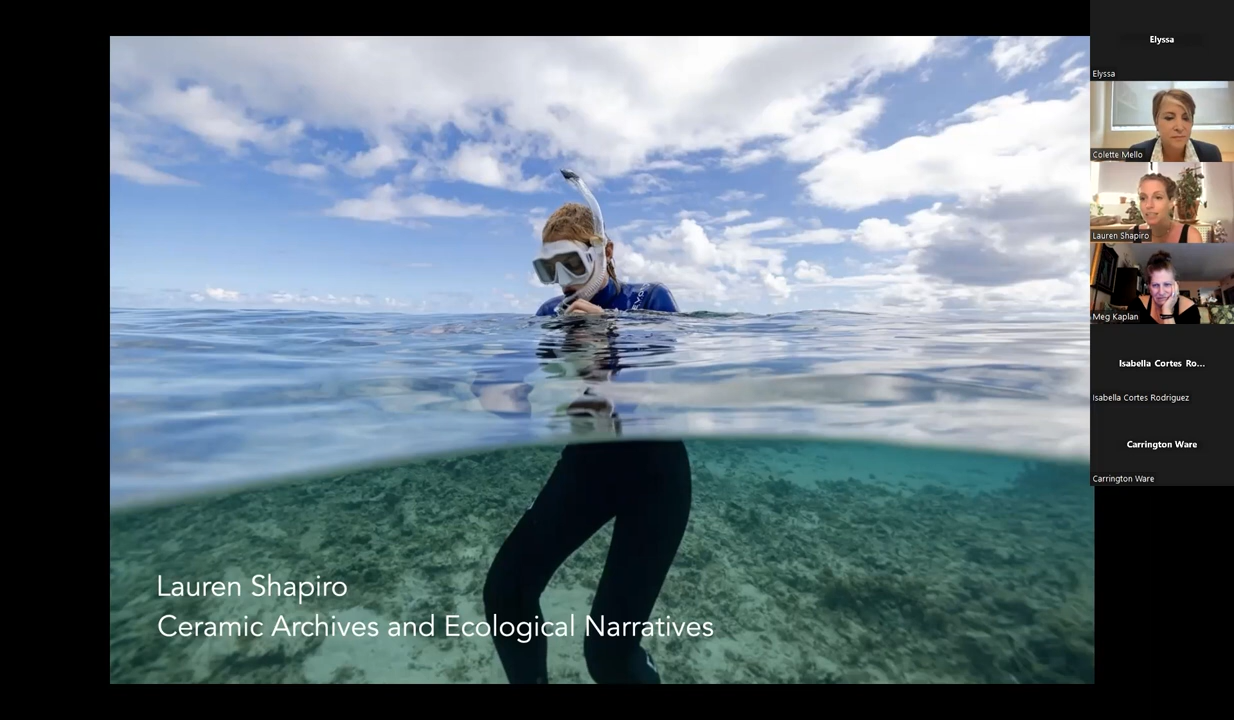 Lauren Shapiro
Ceramic Archives and Ecological Narratives
Elyssa
Elyssa
Colette Mello
Lauren Shapiro
Meg Kaplan
Isabella Cortes Ro...
Isabella Cortes Rodriguez
Carrington Ware
Carrington Ware